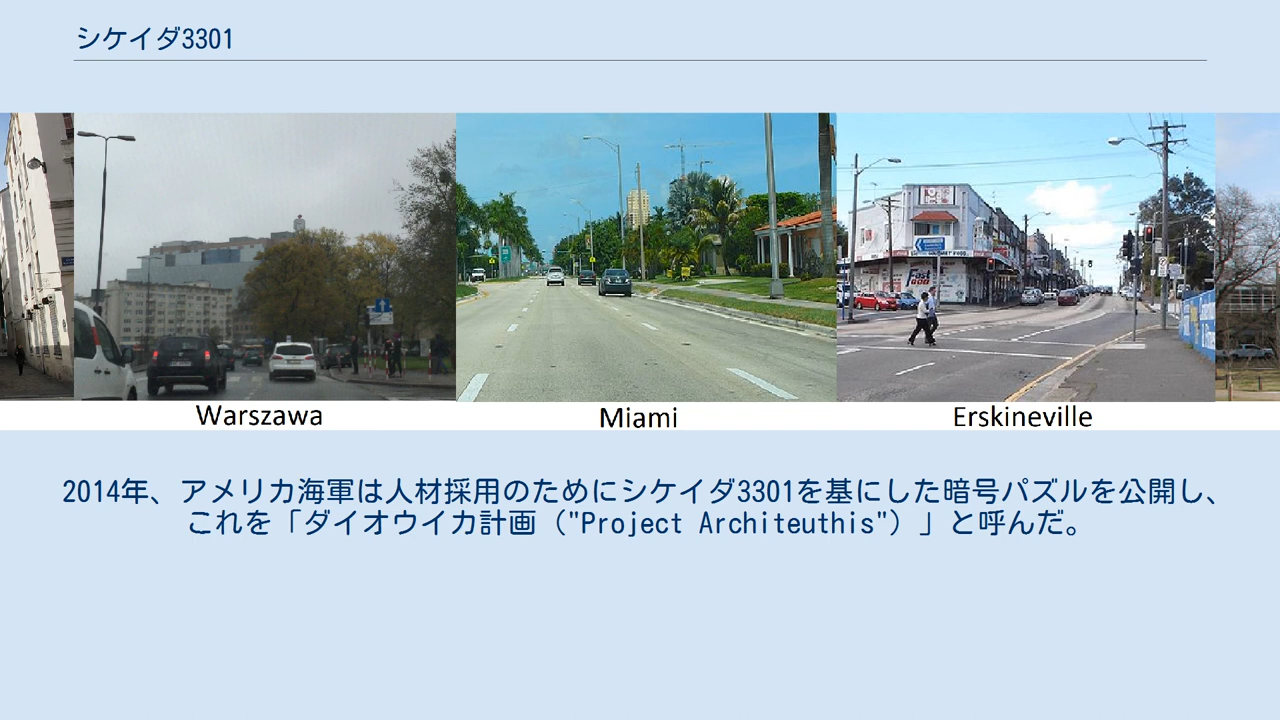 シケイダ3301
Warszawa
Miami
Erskineville
2014年、アメリカ海軍は人材採用のためにシケイダ3301を基にした暗号パズルを公開し、
これを「ダイオウイカ計画（"Project Architeuthis"）」と呼んだ。